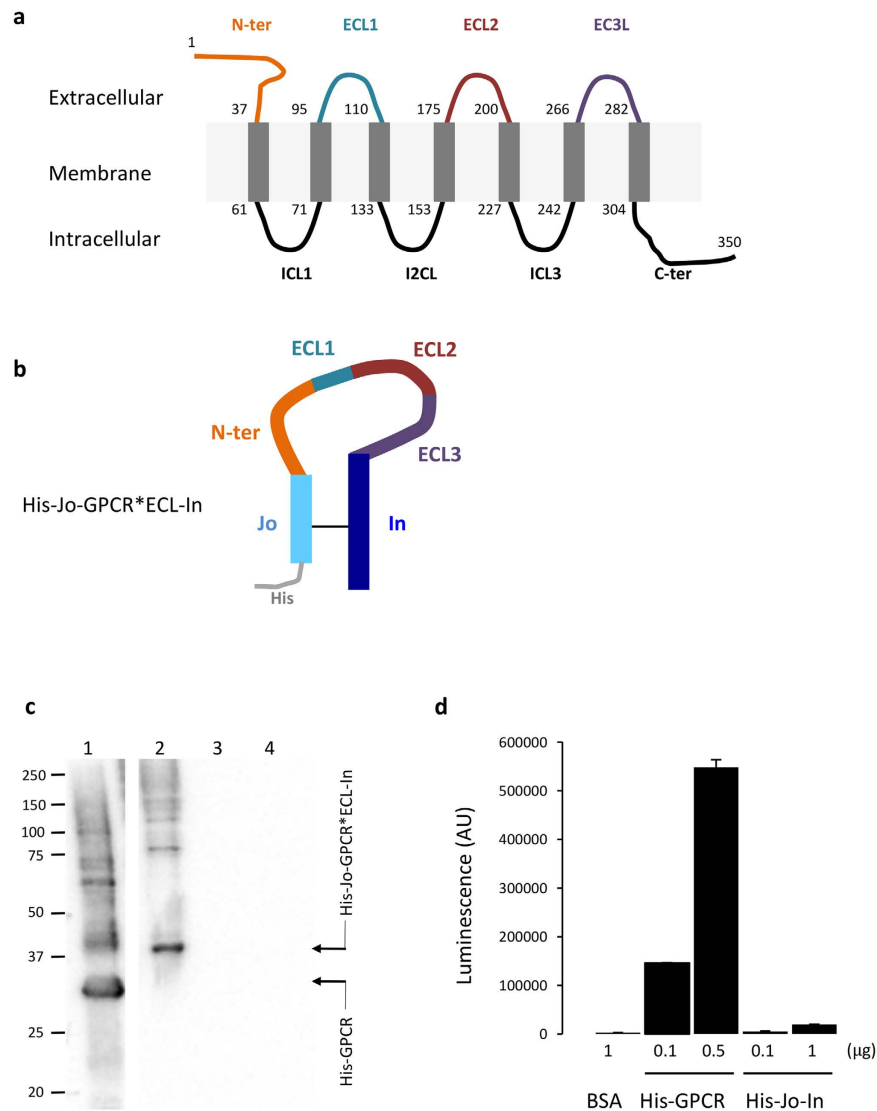 a
N-ter ECL1 ECL2 EC3L
1
Extracellular
37 95 110 175 200 266 282
Membrane
61 71 133 153 227 242 304
Intracellular
350
ICL1 I2CL ICL3 C-ter
b
ECL1 ECL2
N-ter
ECL3
His-Jo-GPCR*ECL-In
Jo In
His
c
1 2 3 4
250
150
100
75
50
37
25
20
His-Jo-GPCR*ECL-In
His-GPCR
d
Luminescence (AU)
600000
500000
400000
300000
200000
100000
0
1 0.1 0.5 0.1 1 (µg)
BSA His-GPCR His-Jo-In